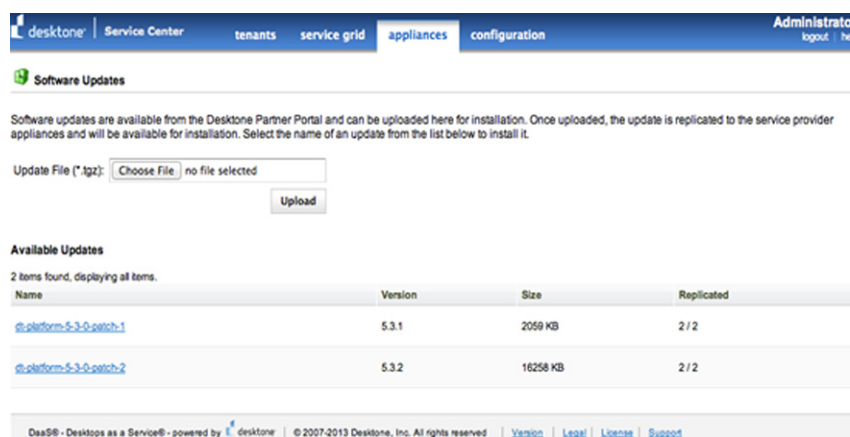 desktone Service Center tenants service grid appliances configuration Administrato
logout
Software Updates
Software updates are available from the Desktone Partner Portal and can be uploaded here for installation. Once uploaded, the update is replicated to the service provider
appliances and will be available for installation. Select the name of an update from the list below to install it.
Update File (*.tgz): Choose File no file selected
Upload
Available Updates
2 items found, displaying all items.
Name Version Size Replicated
dt-platform-5-3-0-patch-1 5.3.1 2059 KB 2 / 2
dt-platform-5-3-0-patch-2 5.3.2 16258 KB 2 / 2
DaaS® - Desktops as a Service® - powered by desktone | © 2007-2013 Desktone, Inc. All rights reserved | Version | Legal | License | Support